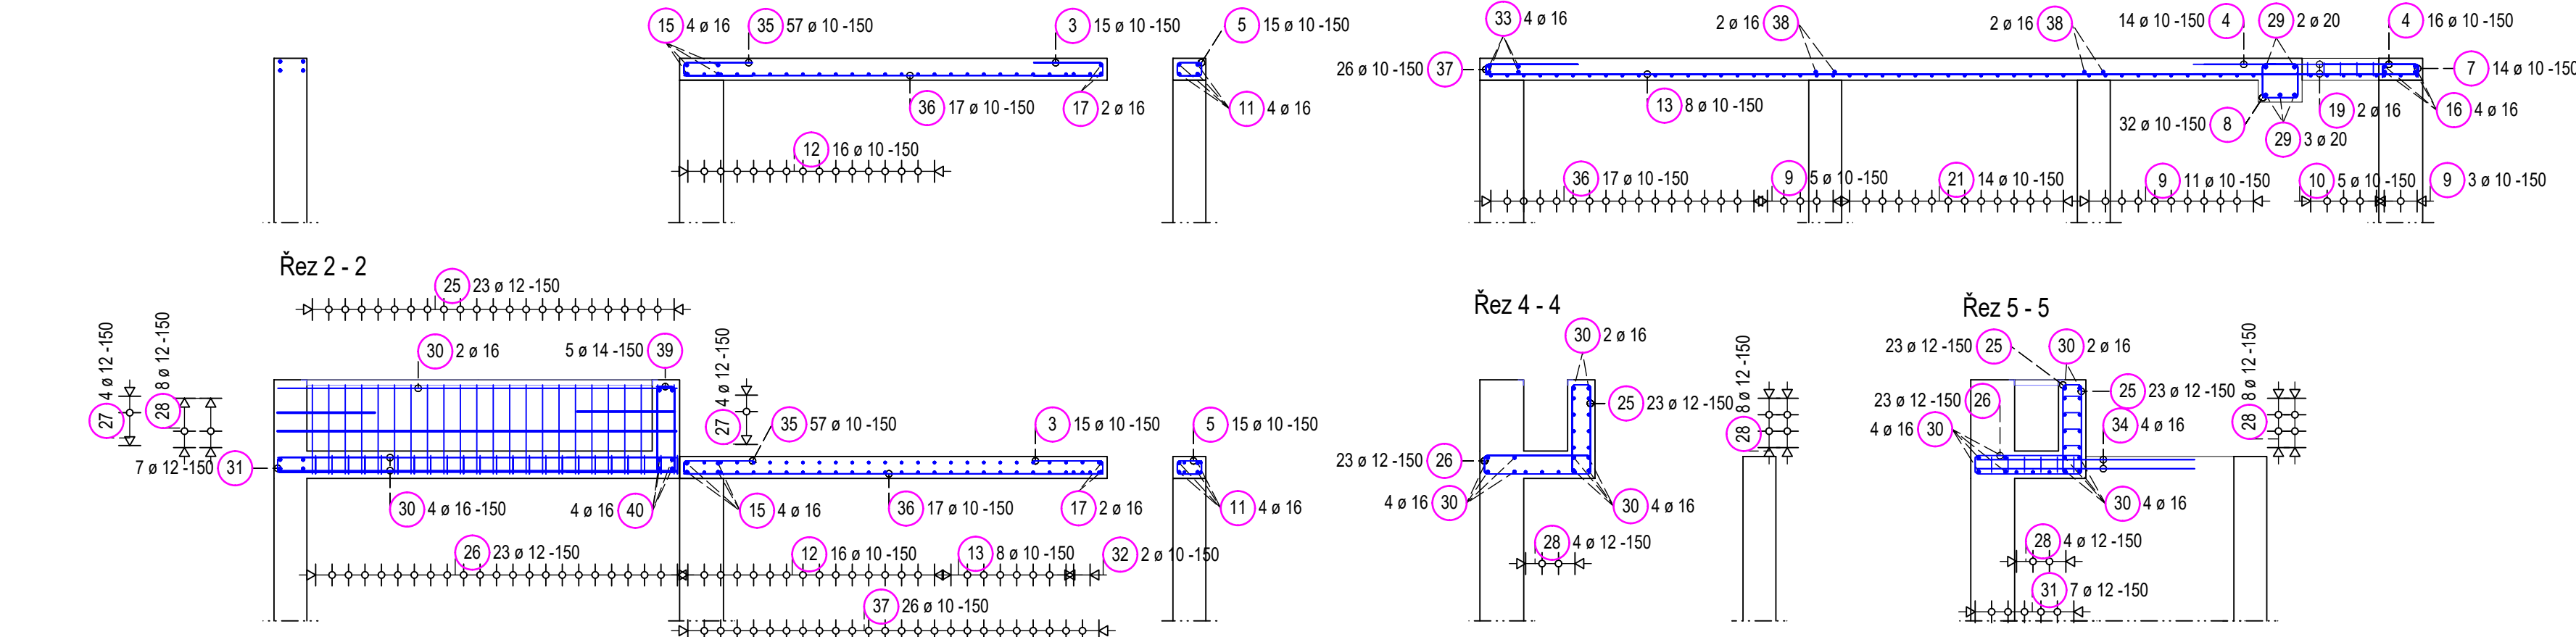 15 4 ø 16
35 57 ø 10 -150
3 15 ø 10 -150
5 15 ø 10 -150
36 17 ø 10 -150
17 2 ø 16
11 4 ø 16
12 16 ø 10 -150
33 4 ø 16
2 ø 16 38
2 ø 16 38
14 ø 10 -150 4
29 2 ø 20
4 16 ø 10 -150
26 ø 10 -150 37
7 14 ø 10 -150
13 8 ø 10 -150
32 ø 10 -150 8
19 2 ø 16
16 4 ø 16
29 3 ø 20
36 17 ø 10 -150
9 5 ø 10 -150
21 14 ø 10 -150
9 11 ø 10 -150
10 5 ø 10 -150
9 3 ø 10 -150
Řez 2 - 2
25 23 ø 12 -150
27 4 ø 12 -150
28 8 ø 12 -150
30 2 ø 16
5 ø 14 -150 39
27 4 ø 12 -150
35 57 ø 10 -150
3 15 ø 10 -150
5 15 ø 10 -150
7 ø 12 -150 31
30 4 ø 16 -150
4 ø 16 40
15 4 ø 16
36 17 ø 10 -150
17 2 ø 16
11 4 ø 16
26 23 ø 12 -150
12 16 ø 10 -150
13 8 ø 10 -150
32 2 ø 10 -150
37 26 ø 10 -150
Řez 4 - 4
30 2 ø 16
25 23 ø 12 -150
28 8 ø 12 -150
23 ø 12 -150 26
4 ø 16 30
30 4 ø 16
28 4 ø 12 -150
Řez 5 - 5
23 ø 12 -150 25
30 2 ø 16
28 8 ø 12 -150
23 ø 12 -150 26
25 23 ø 12 -150
4 ø 16 30
34 4 ø 16
30 4 ø 16
28 4 ø 12 -150
31 7 ø 12 -150